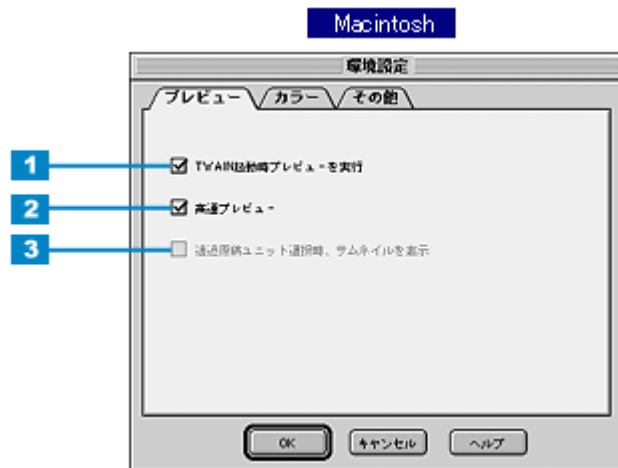 Macintosh
環境設定
プレビュー カラー その他
1 TWAIN起動時プレビューを実行
2 高速プレビュー
3 透過原稿ユニット選択時、サムネイルを表示
OK キャンセル ヘルプ